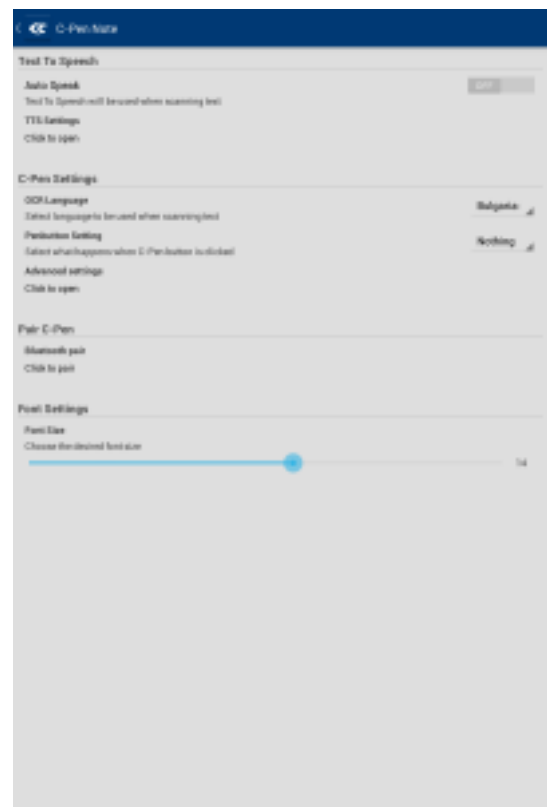 C-Pen Note
Text To Speech
Auto Speak
OFF
Text To Speech will be used when scanning text
TTS Settings
Click to open
C-Pen Settings
OCR Language
Select language to be used when scanning text
Bulgarian
Penbutton Setting
Select what happens when C-Pen button is clicked
Nothing
Advanced settings
Click to open
Pair C-Pen
Bluetooth pair
Click to pair
Font Settings
Font Size
Choose the desired font size
14